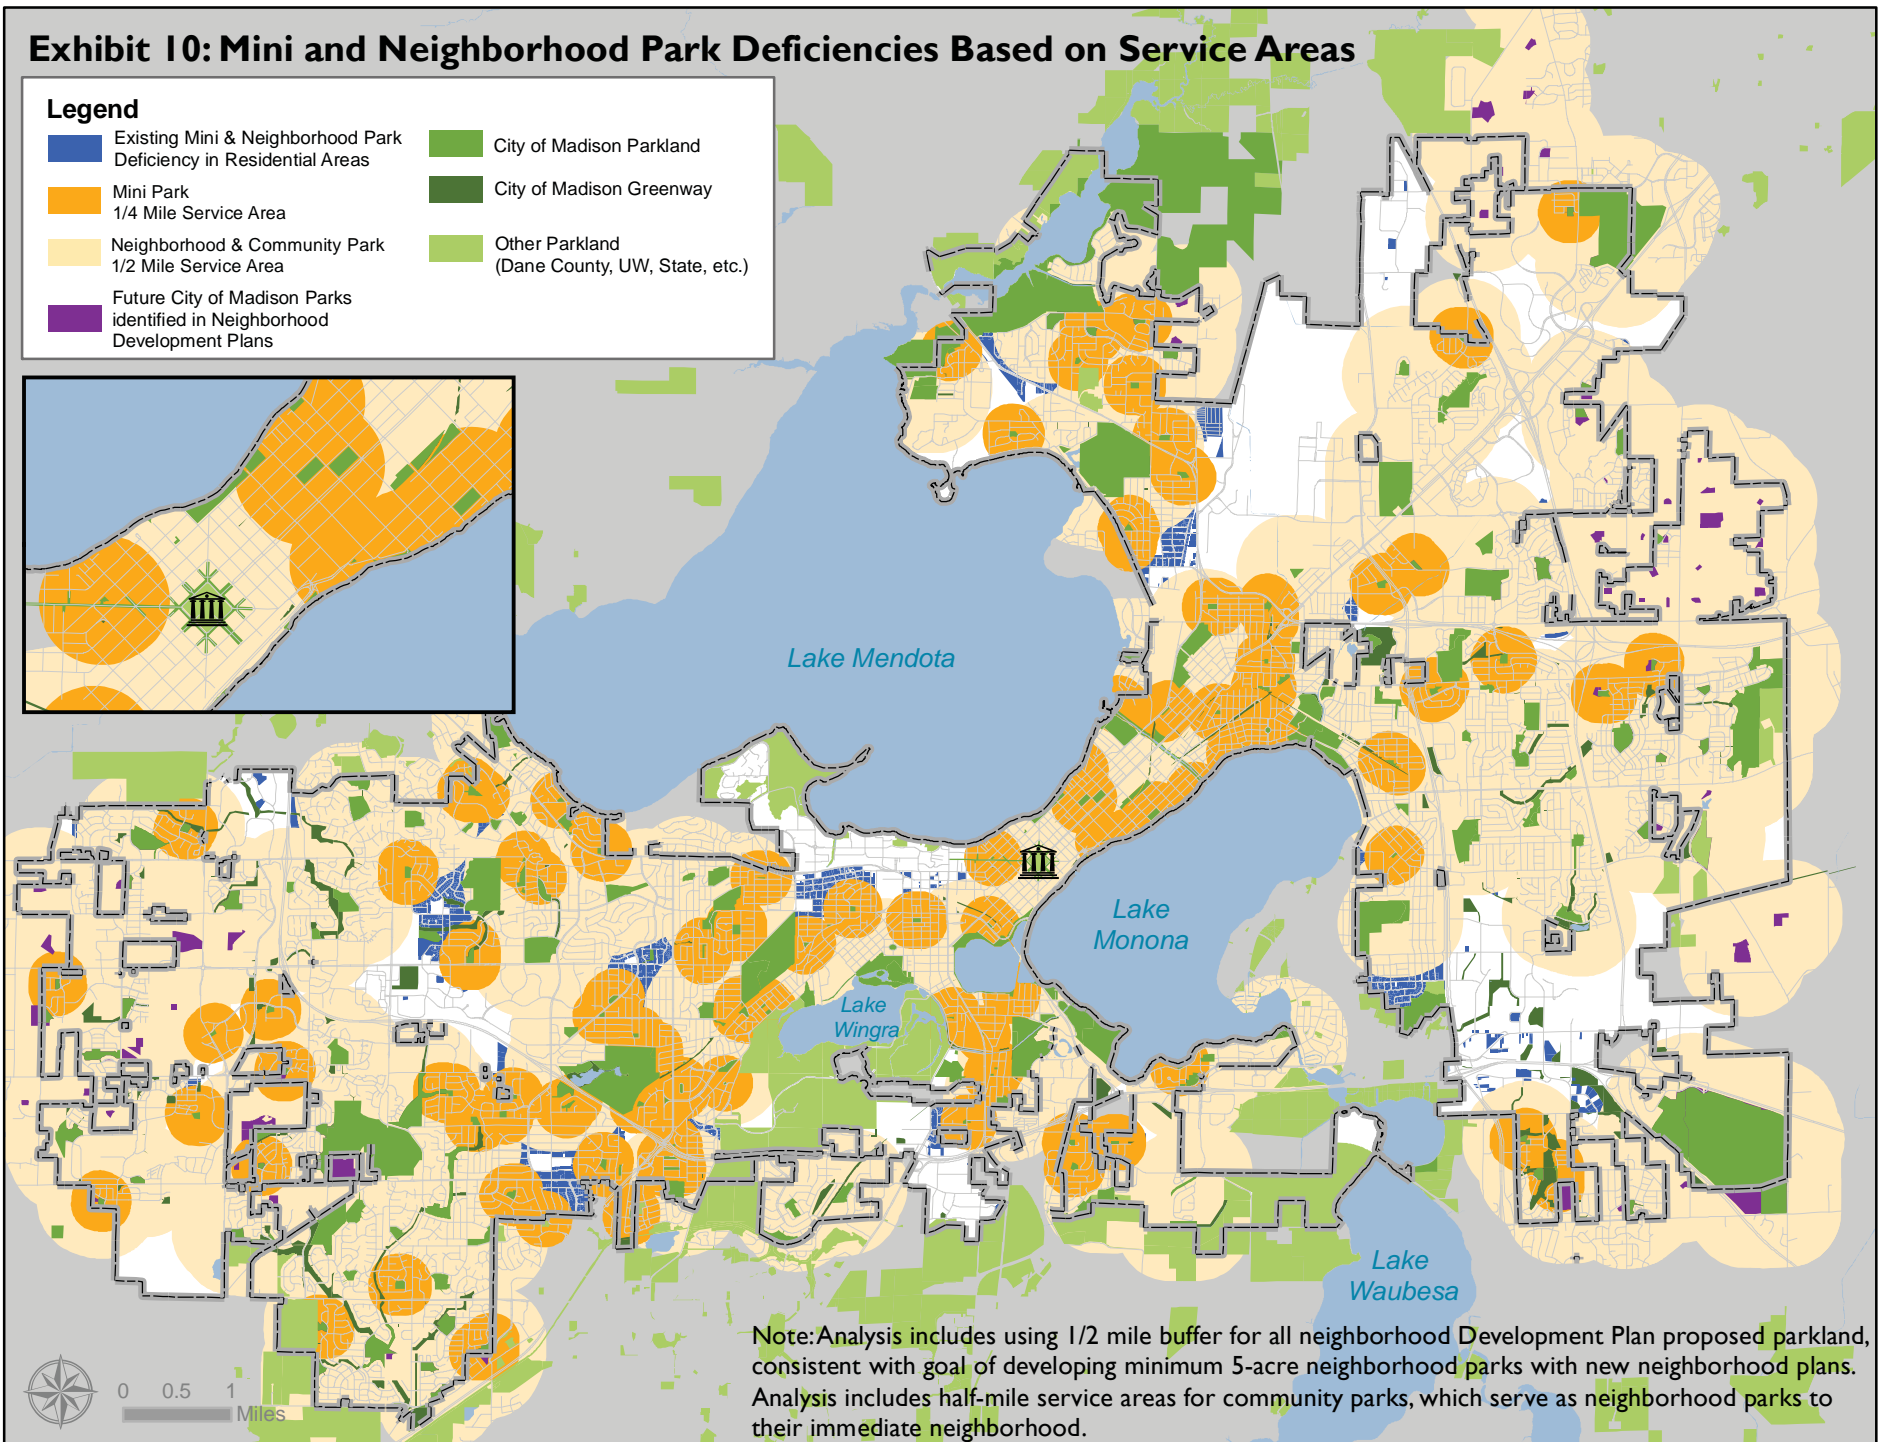 Exhibit 10: Mini and Neighborhood Park Deficiencies Based on Service Areas
Legend
Existing Mini & Neighborhood Park
Deficiency in Residential Areas
Mini Park
1/4 Mile Service Area
Neighborhood & Community Park
1/2 Mile Service Area
Future City of Madison Parks
identified in Neighborhood
Development Plans
City of Madison Parkland
City of Madison Greenway
Other Parkland
(Dane County, UW, State, etc.)
Lake Mendota
Lake
Monona
Lake
Wingra
Lake
Waubesa
Note: Analysis includes using 1/2 mile buffer for all neighborhood Development Plan proposed parkland,
consistent with goal of developing minimum 5-acre neighborhood parks with new neighborhood plans.
Analysis includes half-mile service areas for community parks, which serve as neighborhood parks to
their immediate neighborhood.
0 0.5 1
Miles